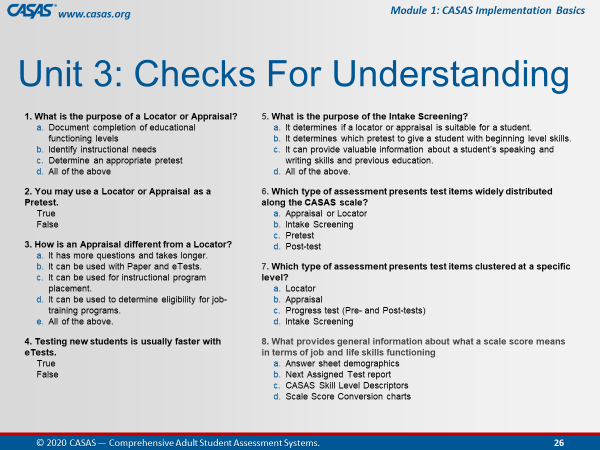 CASAS® www.casas.org
Module 1: CASAS Implementation Basics
Unit 3: Checks For Understanding
1. What is the purpose of a Locator or Appraisal?
a. Document completion of educational
functioning levels
b. Identify instructional needs
c. Determine an appropriate pretest
d. All of the above
2. You may use a Locator or Appraisal as a
Pretest.
True
False
3. How is an Appraisal different from a Locator?
a. It has more questions and takes longer.
b. It can be used with Paper and eTests.
c. It can be used for instructional program
placement.
d. It can be used to determine eligibility for job-
training programs.
e. All of the above.
4. Testing new students is usually faster with
eTests.
True
False
5. What is the purpose of the Intake Screening?
a. It determines if a locator or appraisal is suitable for a student.
b. It determines which pretest to give a student with beginning level skills.
c. It can provide valuable information about a student's speaking and
writing skills and previous education.
d. All of the above.
6. Which type of assessment presents test items widely distributed
along the CASAS scale?
a. Appraisal or Locator
b. Intake Screening
c. Pretest
d. Post-test
7. Which type of assessment presents test items clustered at a specific
level?
a. Locator
b. Appraisal
c. Progress test (Pre- and Post-tests)
d. Intake Screening
8. What provides general information about what a scale score means
in terms of job and life skills functioning
a. Answer sheet demographics
b. Next Assigned Test report
c. CASAS Skill Level Descriptors
d. Scale Score Conversion charts
© 2020 CASAS — Comprehensive Adult Student Assessment Systems.
26